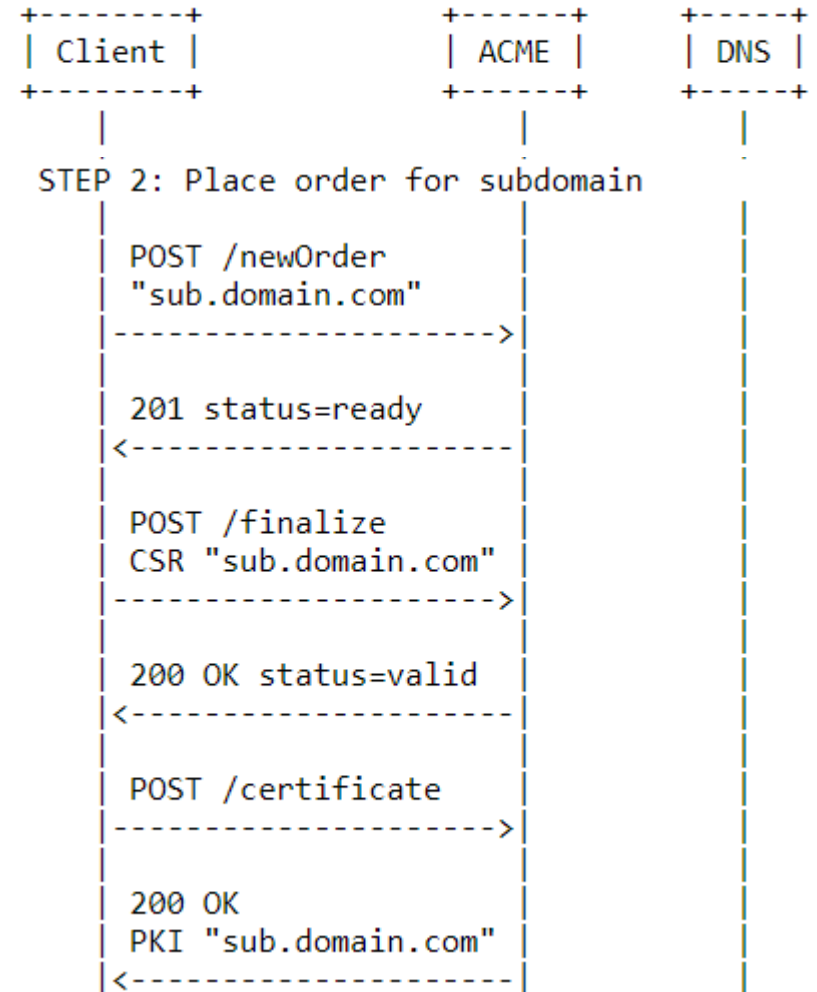 +--------+ +------+ +-----+
| Client | | ACME | | DNS |
+--------+ +------+ +-----+
| | |
STEP 2: Place order for subdomain
| | |
| POST /newOrder | |
| "sub.domain.com" | |
|--------------------->| |
| | |
| 201 status=ready | |
|<---------------------| |
| | |
| POST /finalize | |
| CSR "sub.domain.com" | |
|--------------------->| |
| | |
| 200 OK status=valid | |
|<---------------------| |
| | |
| POST /certificate | |
|--------------------->| |
| | |
| 200 OK | |
| PKI "sub.domain.com" | |
|<---------------------| |